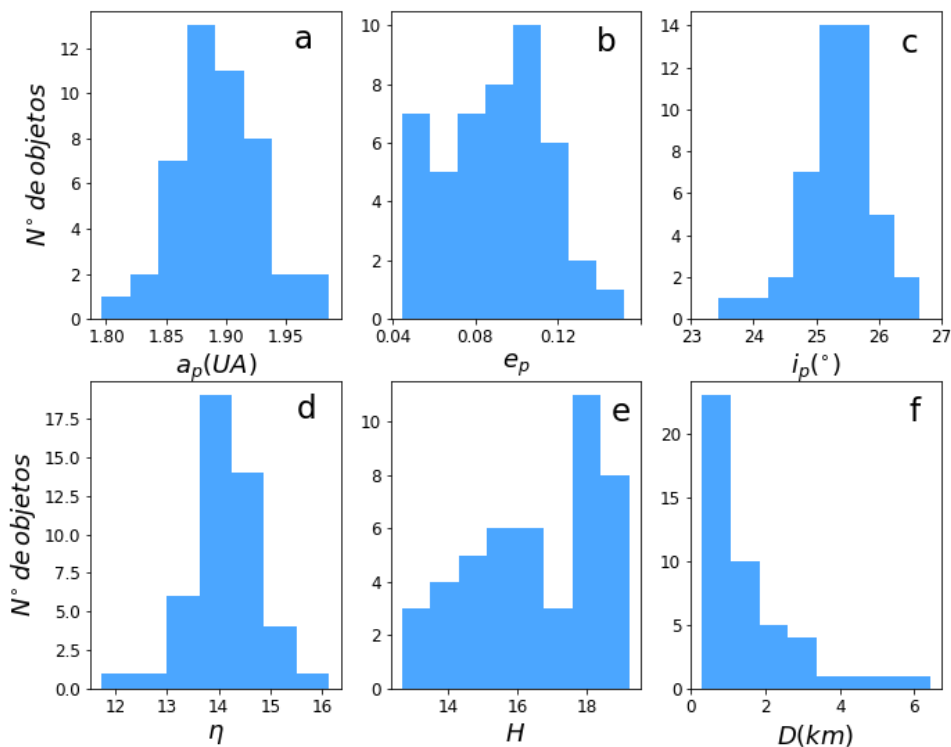 a
N° de objetos
12
10
8
6
4
2
0
1.80 1.85 1.90 1.95
a_p(UA)
b
10
8
6
4
2
0
0.04 0.08 0.12
e_p
c
14
12
10
8
6
4
2
0
23 24 25 26 27
i_p(°)
d
N° de objetos
17.5
15.0
12.5
10.0
7.5
5.0
2.5
0.0
12 13 14 15 16
η
e
10
8
6
4
2
0
14 16 18
H
f
20
15
10
5
0
0 2 4 6
D(km)